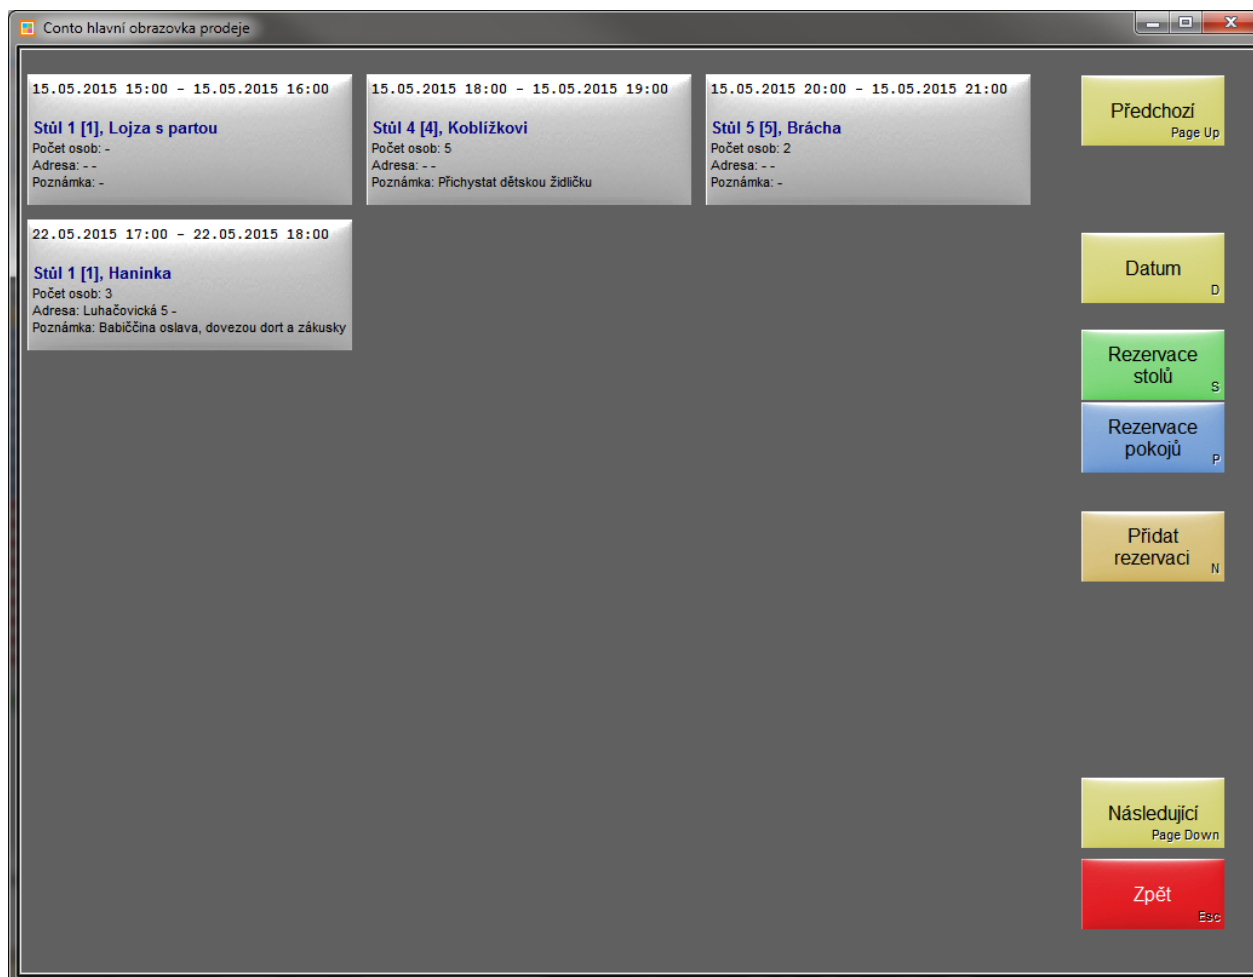 Conto hlavní obrazovka prodeje
15.05.2015 15:00 - 15.05.2015 16:00
Stůl 1 [1], Lojza s partou
Počet osob: -
Adresa: - -
Poznámka: -
15.05.2015 18:00 - 15.05.2015 19:00
Stůl 4 [4], Koblížkovi
Počet osob: 5
Adresa: - -
Poznámka: Přichystat dětskou židličku
15.05.2015 20:00 - 15.05.2015 21:00
Stůl 5 [5], Brácha
Počet osob: 2
Adresa: - -
Poznámka: -
22.05.2015 17:00 - 22.05.2015 18:00
Stůl 1 [1], Haninka
Počet osob: 3
Adresa: Luhačovická 5 -
Poznámka: Babiččina oslava, dovezou dort a zákusky
Předchozí
Page Up
Datum
D
Rezervace
stolů
S
Rezervace
pokojů
P
Přidat
rezervaci
N
Následující
Page Down
Zpět
Esc